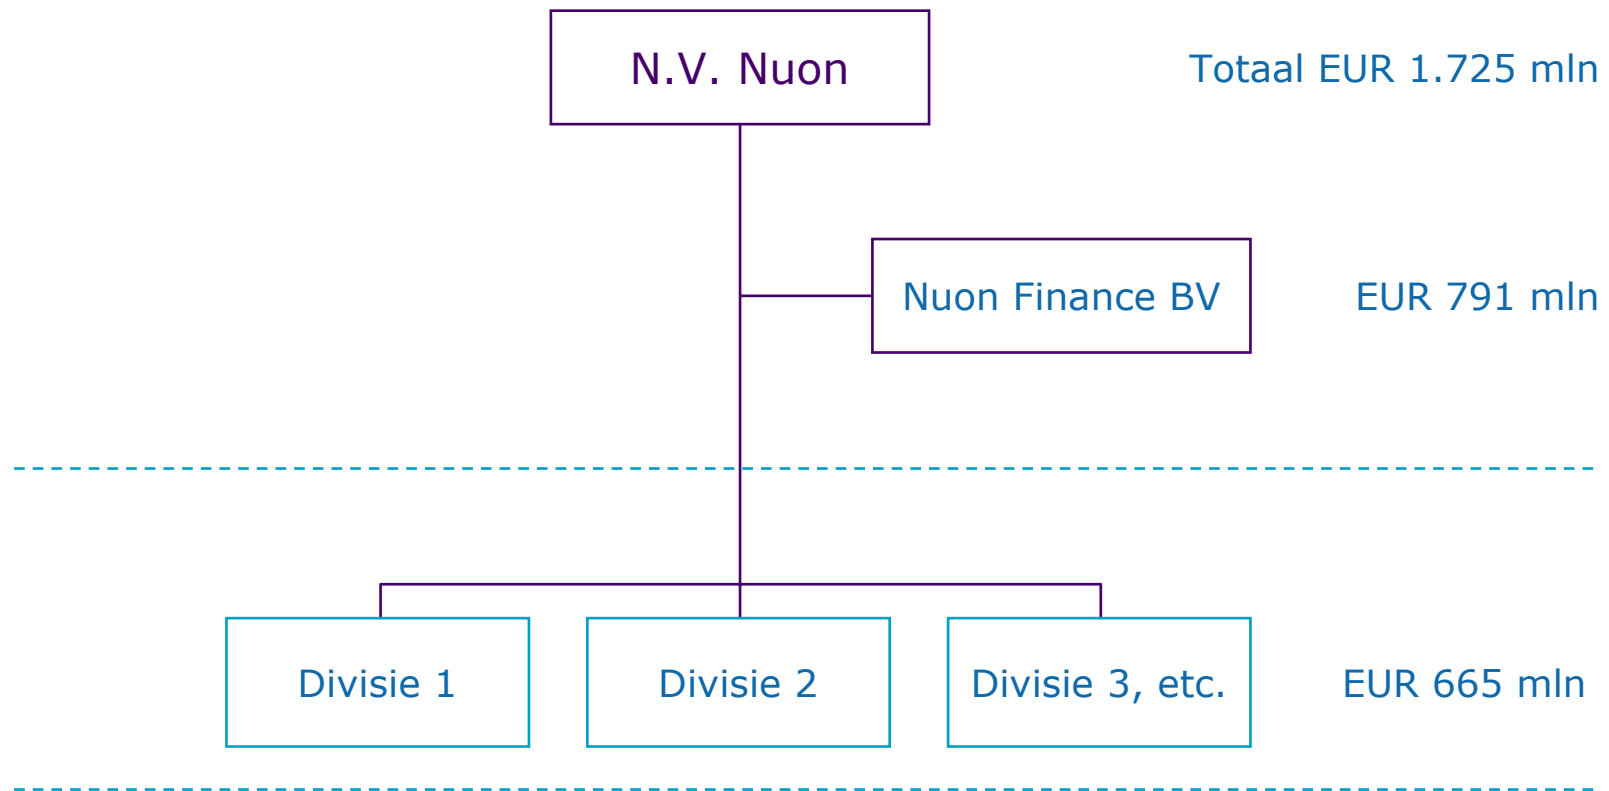 N.V. Nuon
Totaal EUR 1.725 mln
Nuon Finance BV
EUR 791 mln
Divisie 1
Divisie 2
Divisie 3, etc.
EUR 665 mln